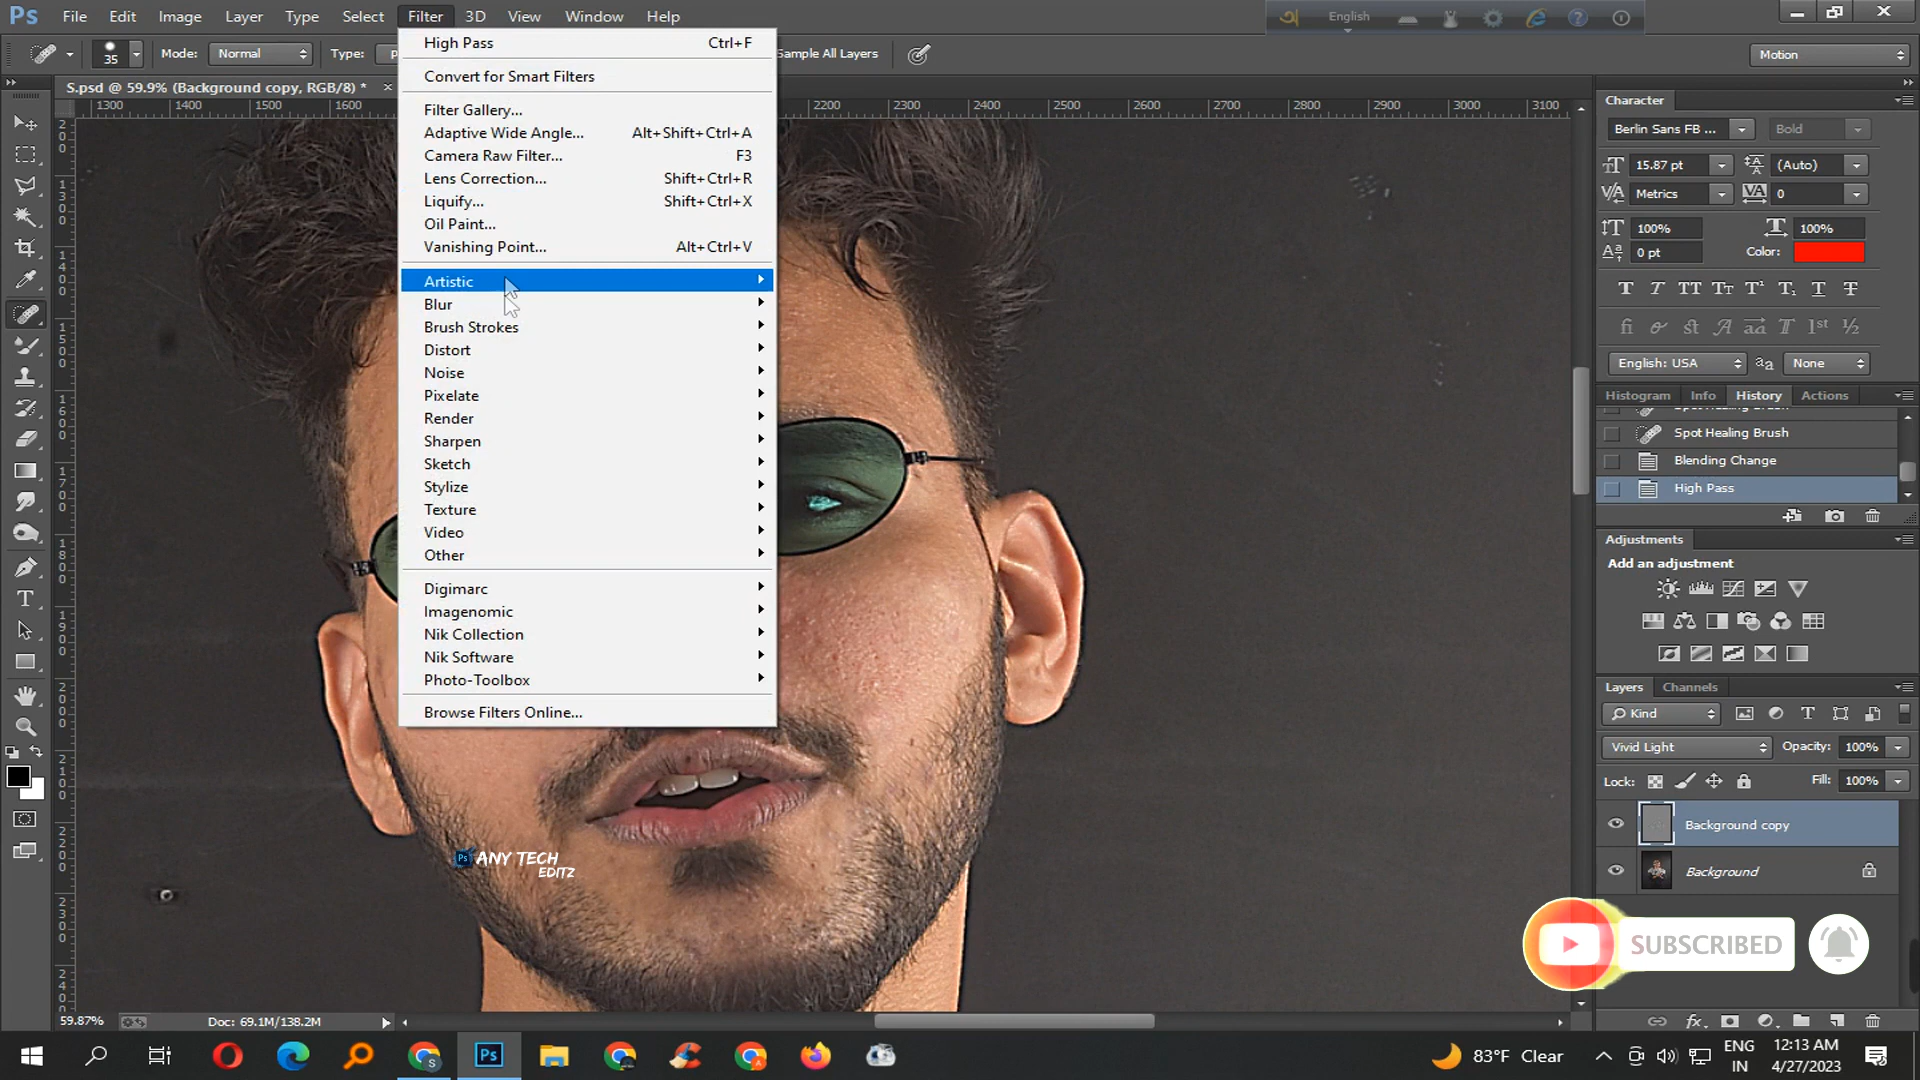 Ps File Edit Image Layer Type Select Filter 3D View Window Help
English
35 Mode: Normal Type: Sample All Layers Motion
S.psd @ 59.9% (Background copy, RGB/8) * ×
1300 1400 1500 1600 2200 2300 2400 2500 2600 2700 2800 2900 3000 3100
High Pass Ctrl+F
Convert for Smart Filters
Filter Gallery...
Adaptive Wide Angle... Alt+Shift+Ctrl+A
Camera Raw Filter... F3
Lens Correction... Shift+Ctrl+R
Liquify... Shift+Ctrl+X
Oil Paint...
Vanishing Point... Alt+Ctrl+V
Artistic
Blur
Brush Strokes
Distort
Noise
Pixelate
Render
Sharpen
Sketch
Stylize
Texture
Video
Other
Digimarc
Imagenomic
Nik Collection
Nik Software
Photo-Toolbox
Browse Filters Online...
Ps ANY TECH
EDITZ
Character
Berlin Sans FB ... Bold
15.87 pt (Auto)
Metrics 0
100% 100%
0 pt Color:
English: USA aa None
Histogram Info History Actions
Spot Healing Brush
Spot Healing Brush
Blending Change
High Pass
Adjustments
Add an adjustment
Layers Channels
Kind
Vivid Light Opacity: 100%
Lock: Fill: 100%
Background copy
Background
SUBSCRIBED
59.87% Doc: 69.1M/138.2M
Ps
83°F Clear ENG IN 12:13 AM 4/27/2023